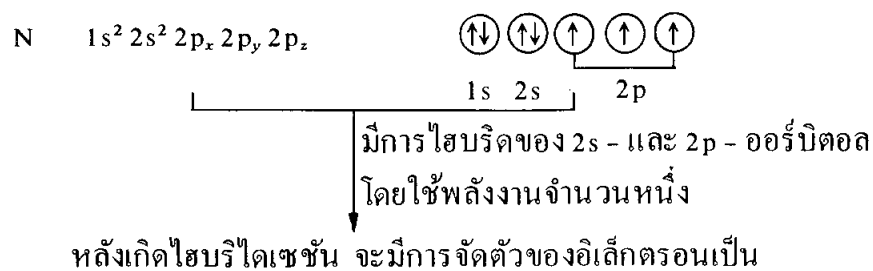 N 1s² 2s² 2pₓ 2pᵧ 2p_z ↑↓ ↑↓ ↑ ↑ ↑
1s 2s 2p
มีการไฮบริดของ 2s - และ 2p - ออร์บิตอล
โดยใช้พลังงานจำนวนหนึ่ง
หลังเกิดไฮบริไดเซชัน จะมีการจัดตัวของอิเล็กตรอนเป็น